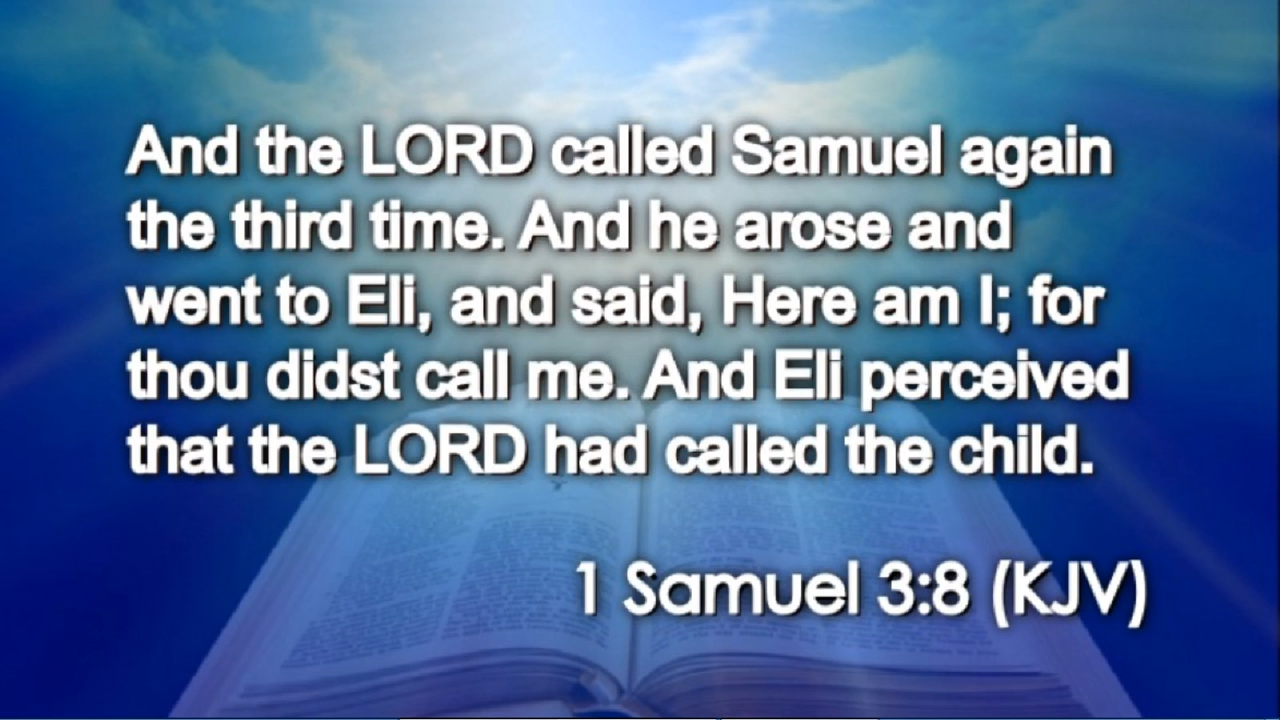 And the LORD called Samuel again
the third time. And he arose and
went to Eli, and said, Here am I; for
thou didst call me. And Eli perceived
that the LORD had called the child.
1 Samuel 3:8 (KJV)